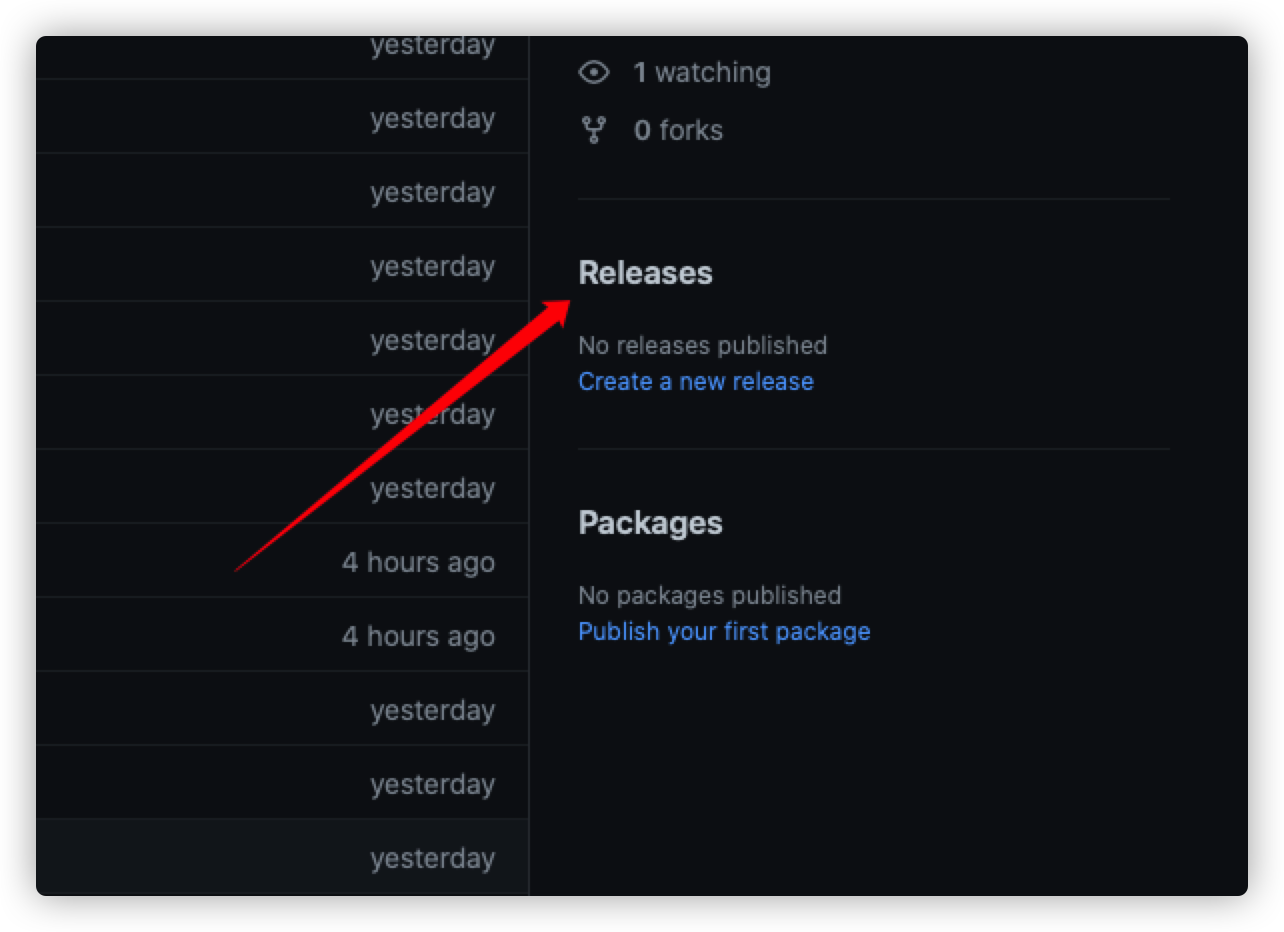 yesterday
yesterday
yesterday
yesterday
yesterday
yesterday
yesterday
4 hours ago
4 hours ago
yesterday
yesterday
yesterday
1 watching
0 forks
Releases
No releases published
Create a new release
Packages
No packages published
Publish your first package